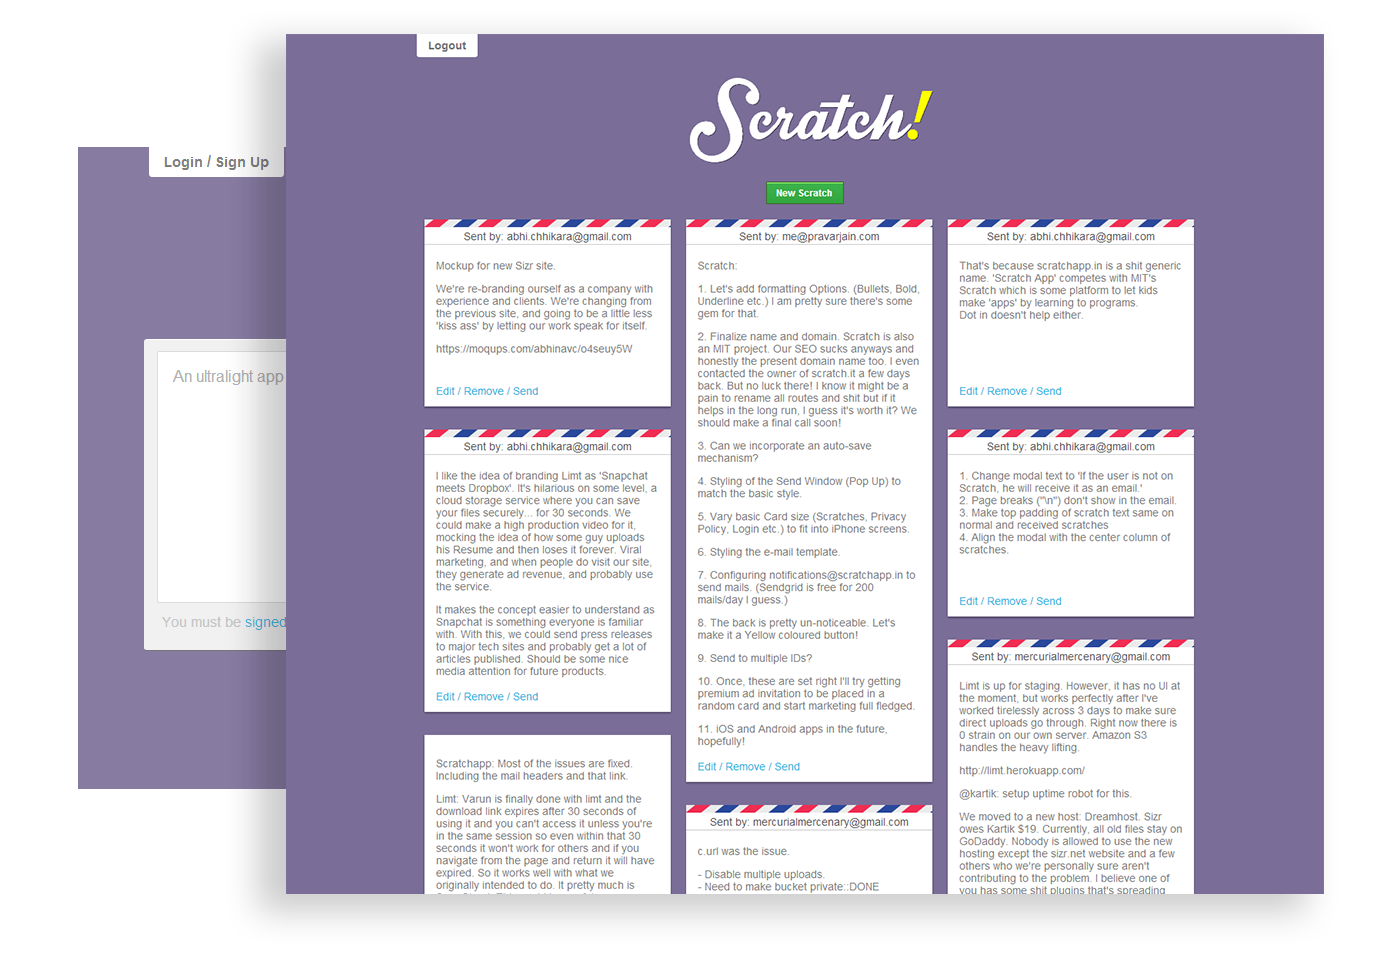 Login / Sign Up
An ultralight app
You must be signed
Logout
Scratch!
New Scratch
Sent by: abhi.chhikara@gmail.com
Mockup for new Sizr site.
We're re-branding ourself as a company with
experience and clients. We're changing from
the previous site, and going to be a little less
'kiss ass' by letting our work speak for itself.
https://moqups.com/abhinavc/o4seuy5W
Edit / Remove / Send
Sent by: abhi.chhikara@gmail.com
I like the idea of branding Limt as 'Snapchat
meets Dropbox'. It's hilarious on some level, a
cloud storage service where you can save
your files securely... for 30 seconds. We
could make a high production video for it,
mocking the idea of how some guy uploads
his Resume and then loses it forever. Viral
marketing, and when people do visit our site,
they generate ad revenue, and probably use
the service.
It makes the concept easier to understand as
Snapchat is something everyone is familiar
with. With this, we could send press releases
to major tech sites and probably get a lot of
articles published. Should be some nice
media attention for future products.
Edit / Remove / Send
Scratchapp: Most of the issues are fixed.
Including the mail headers and that link.
Limt: Varun is finally done with limt and the
download link expires after 30 seconds of
using it and you can't access it unless you're
in the same session so even within that 30
seconds it won't work for others and if you
navigate from the page and return it will have
expired. So it works well with what we
originally intended to do. It pretty much is
Sent by: me@pravarjain.com
Scratch:
1. Let's add formatting Options. (Bullets, Bold,
Underline etc.) I am pretty sure there's some
gem for that.
2. Finalize name and domain. Scratch is also
an MIT project. Our SEO sucks anyways and
honestly the present domain name too. I even
contacted the owner of scratch.it a few days
back. But no luck there! I know it might be a
pain to rename all routes and shit but if it
helps in the long run, I guess it's worth it? We
should make a final call soon!
3. Can we incorporate an auto-save
mechanism?
4. Styling of the Send Window (Pop Up) to
match the basic style.
5. Vary basic Card size (Scratches, Privacy
Policy, Login etc.) to fit into iPhone screens.
6. Styling the e-mail template.
7. Configuring notifications@scratchapp.in to
send mails. (Sendgrid is free for 200
mails/day I guess.)
8. The back is pretty un-noticeable. Let's
make it a Yellow coloured button!
9. Send to multiple IDs?
10. Once, these are set right I'll try getting
premium ad invitation to be placed in a
random card and start marketing full fledged.
11. iOS and Android apps in the future,
hopefully!
Edit / Remove / Send
Sent by: mercurialmercenary@gmail.com
c.url was the issue.
- Disable multiple uploads.
- Need to make bucket private::DONE
Sent by: abhi.chhikara@gmail.com
That's because scratchapp.in is a shit generic
name. 'Scratch App' competes with MIT's
Scratch which is some platform to let kids
make 'apps' by learning to programs.
Dot in doesn't help either.
Edit / Remove / Send
Sent by: abhi.chhikara@gmail.com
1. Change modal text to 'If the user is not on
Scratch, he will receive it as an email.'
2. Page breaks ("\n") don't show in the email.
3. Make top padding of scratch text same on
normal and received scratches
4. Align the modal with the center column of
scratches.
Edit / Remove / Send
Sent by: mercurialmercenary@gmail.com
Limt is up for staging. However, it has no UI at
the moment, but works perfectly after I've
worked tirelessly across 3 days to make sure
direct uploads go through. Right now there is
0 strain on our own server. Amazon S3
handles the heavy lifting.
http://limt.herokuapp.com/
@kartik: setup uptime robot for this.
We moved to a new host: Dreamhost. Sizr
owes Kartik $19. Currently, all old files stay on
GoDaddy. Nobody is allowed to use the new
hosting except the sizr.net website and a few
others who we're personally sure aren't
contributing to the problem. I believe one of
you has some shit plugins that's spreading